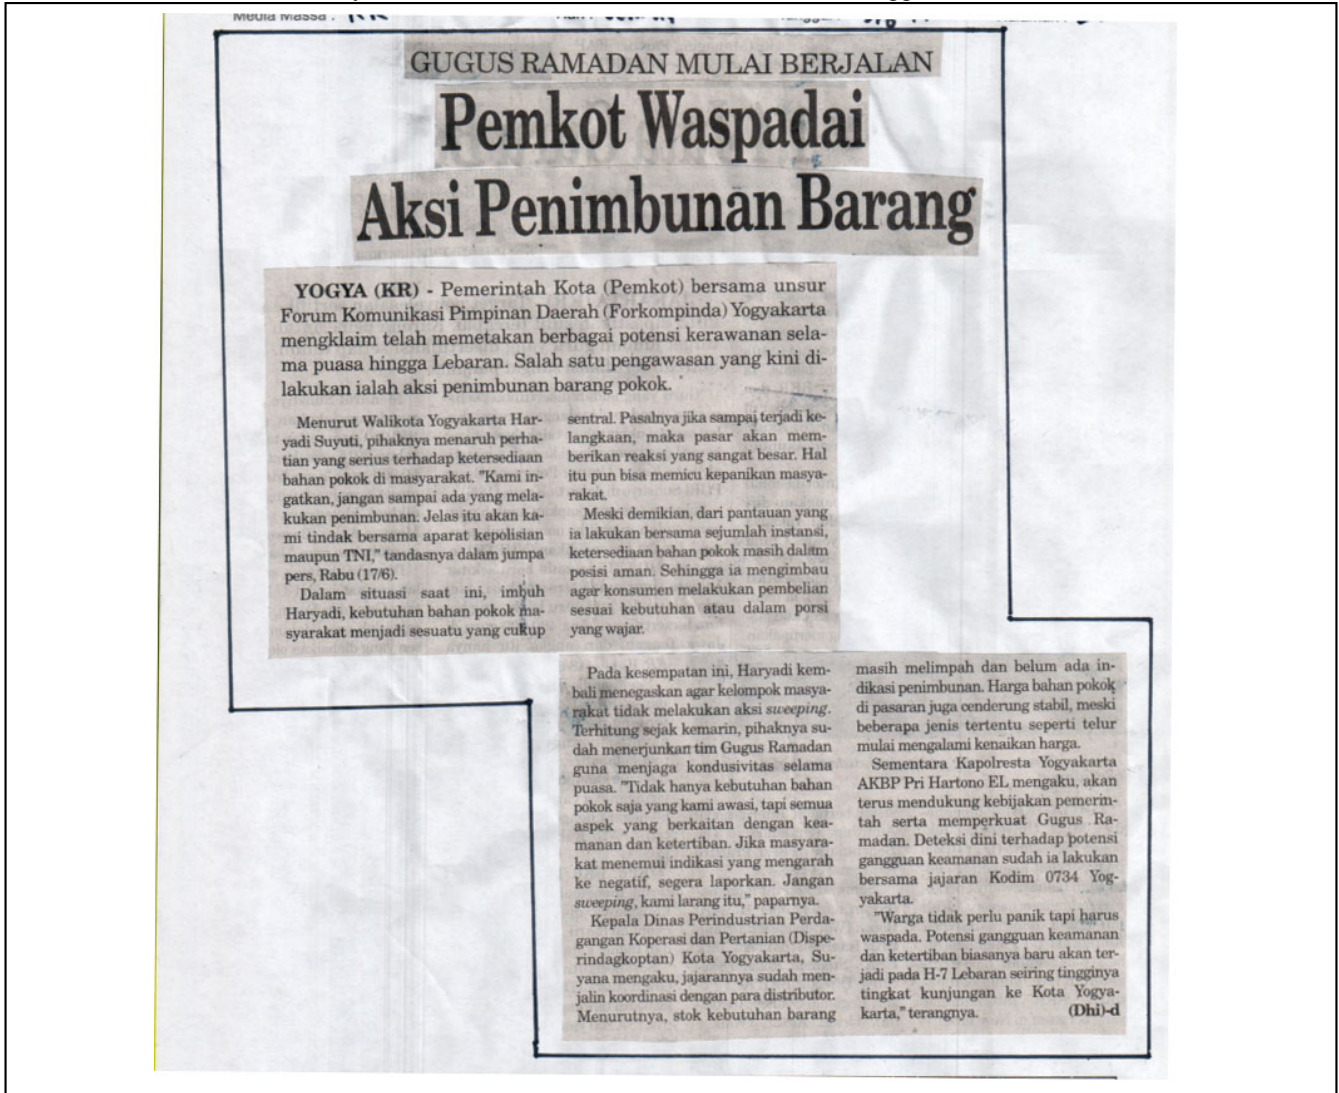 Media Massa :
GUGUS RAMADAN MULAI BERJALAN
Pemkot Waspadai
Aksi Penimbunan Barang
YOGYA (KR) - Pemerintah Kota (Pemkot) bersama unsur
Forum Komunikasi Pimpinan Daerah (Forkompinda) Yogyakarta
mengklaim telah memetakan berbagai potensi kerawanan sela-
ma puasa hingga Lebaran. Salah satu pengawasan yang kini di-
lakukan ialah aksi penimbunan barang pokok.
Menurut Walikota Yogyakarta Har-
yadi Suyuti, pihaknya menaruh perha-
tian yang serius terhadap ketersediaan
bahan pokok di masyarakat. "Kami in-
gatkan, jangan sampai ada yang mela-
kukan penimbunan. Jelas itu akan ka-
mi tindak bersama aparat kepolisian
maupun TNI," tandasnya dalam jumpa
pers, Rabu (17/6).
Dalam situasi saat ini, imbuh
Haryadi, kebutuhan bahan pokok ma-
syarakat menjadi sesuatu yang cukup
sentral. Pasalnya jika sampai terjadi ke-
langkaan, maka pasar akan mem-
berikan reaksi yang sangat besar. Hal
itu pun bisa memicu kepanikan masya-
rakat.
Meski demikian, dari pantauan yang
ia lakukan bersama sejumlah instansi,
ketersediaan bahan pokok masih dalam
posisi aman. Sehingga ia mengimbau
agar konsumen melakukan pembelian
sesuai kebutuhan atau dalam porsi
yang wajar.
Pada kesempatan ini, Haryadi kem-
bali menegaskan agar kelompok masya-
rakat tidak melakukan aksi sweeping.
Terhitung sejak kemarin, pihaknya su-
dah menerjunkan tim Gugus Ramadan
guna menjaga kondusivitas selama
puasa. "Tidak hanya kebutuhan bahan
pokok saja yang kami awasi, tapi semua
aspek yang berkaitan dengan kea-
manan dan ketertiban. Jika masyara-
kat menemui indikasi yang mengarah
ke negatif, segera laporkan. Jangan
sweeping, kami larang itu," paparnya.
Kepala Dinas Perindustrian Perda-
gangan Koperasi dan Pertanian (Dispe-
rindagkoptan) Kota Yogyakarta, Su-
yana mengaku, jajarannya sudah men-
jalin koordinasi dengan para distributor.
Menurutnya, stok kebutuhan barang
masih melimpah dan belum ada in-
dikasi penimbunan. Harga bahan pokok
di pasaran juga cenderung stabil, meski
beberapa jenis tertentu seperti telur
mulai mengalami kenaikan harga.
Sementara Kapolresta Yogyakarta
AKBP Pri Hartono EL mengaku, akan
terus mendukung kebijakan pemerin-
tah serta memperkuat Gugus Ra-
madan. Deteksi dini terhadap potensi
gangguan keamanan sudah ia lakukan
bersama jajaran Kodim 0734 Yog-
yakarta.
"Warga tidak perlu panik tapi harus
waspada. Potensi gangguan keamanan
dan ketertiban biasanya baru akan ter-
jadi pada H-7 Lebaran seiring tingginya
tingkat kunjungan ke Kota Yogya-
karta," terangnya. (Dhi)-d